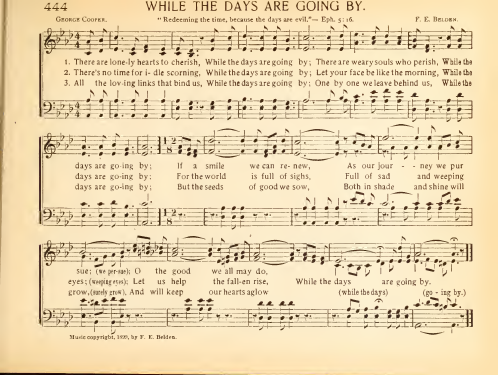 444 WHILE THE DAYS ARE GOING BY.
GEORGE COOPER. "Redeeming the time, because the days are evil."— Eph. 5:16. F. E. BELDEN.
1. There are lone-ly hearts to cherish, While the days are going by; There are weary souls who perish, While the
2. There's no time for i- dle scorning, While the days are going by; Let your face be like the morning, While the
3. All the lov-ing links that bind us, While the days are going by; One by one we leave behind us, While the
days are go-ing by; If a smile we can re-new, As our jour - - ney we pur
days are go-ing by; For the world is full of sighs, Full of sad and weeping
days are go-ing by; But the seeds of good we sow, Both in shade and shine will
sue; (we pur-sue); O the good we all may do,
eyes; (weeping eyes); Let us help the fall-en rise, While the days are going by.
grow, (surely grow), And will keep our hearts aglow (while the days) (go - ing by.)
Music copyright, 1899, by F. E. Belden.